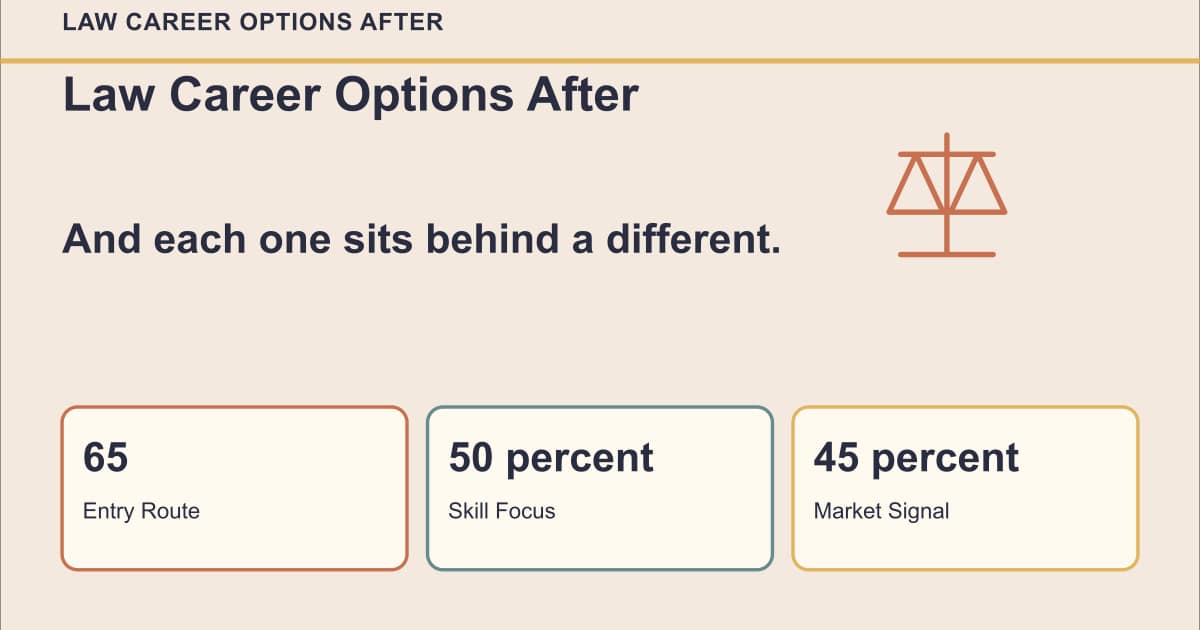 LAW CAREER OPTIONS AFTER
Law Career Options After
And each one sits behind a different.
65
Entry Route
50 percent
Skill Focus
45 percent
Market Signal